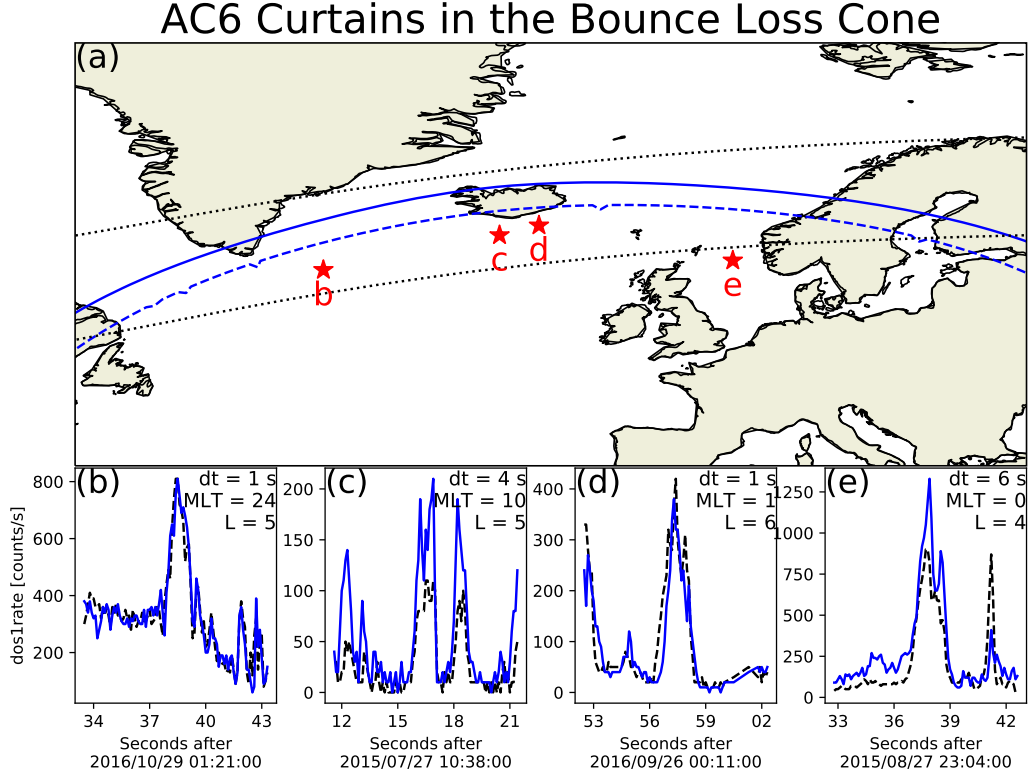 AC6 Curtains in the Bounce Loss Cone
(a)
b
c
d
e
(b)
dt = 1 s
MLT = 24
L = 5
800
600
400
200
dos1rate [counts/s]
34 37 40 43
Seconds after
2016/10/29 01:21:00
(c)
dt = 4 s
MLT = 10
L = 5
200
150
100
50
0
12 15 18 21
Seconds after
2015/07/27 10:38:00
(d)
dt = 1 s
MLT = 1
L = 6
400
300
200
100
0
53 56 59 02
Seconds after
2016/09/26 00:11:00
(e)
dt = 6 s
MLT = 0
L = 4
1250
1000
750
500
250
0
33 36 39 42
Seconds after
2015/08/27 23:04:00